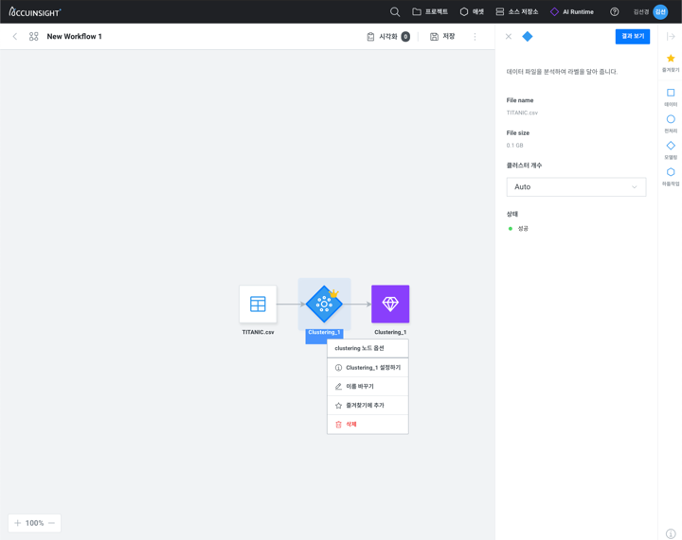 ACCUINSIGHT+
프로젝트
에셋
소스 저장소
AI Runtime
김선경
김선
New Workflow 1
시각화 0
저장
결과 보기
데이터 파일을 분석하여 라벨을 달아 줍니다.
File name
TITANIC.csv
File size
0.1 GB
클러스터 개수
Auto
상태
성공
즐겨찾기
데이터
전처리
모델링
파이프라인
TITANIC.csv
Clustering_1
Clustering_1
clustering 노드 옵션
Clustering_1 설정하기
이름 바꾸기
즐겨찾기에 추가
삭제
100%